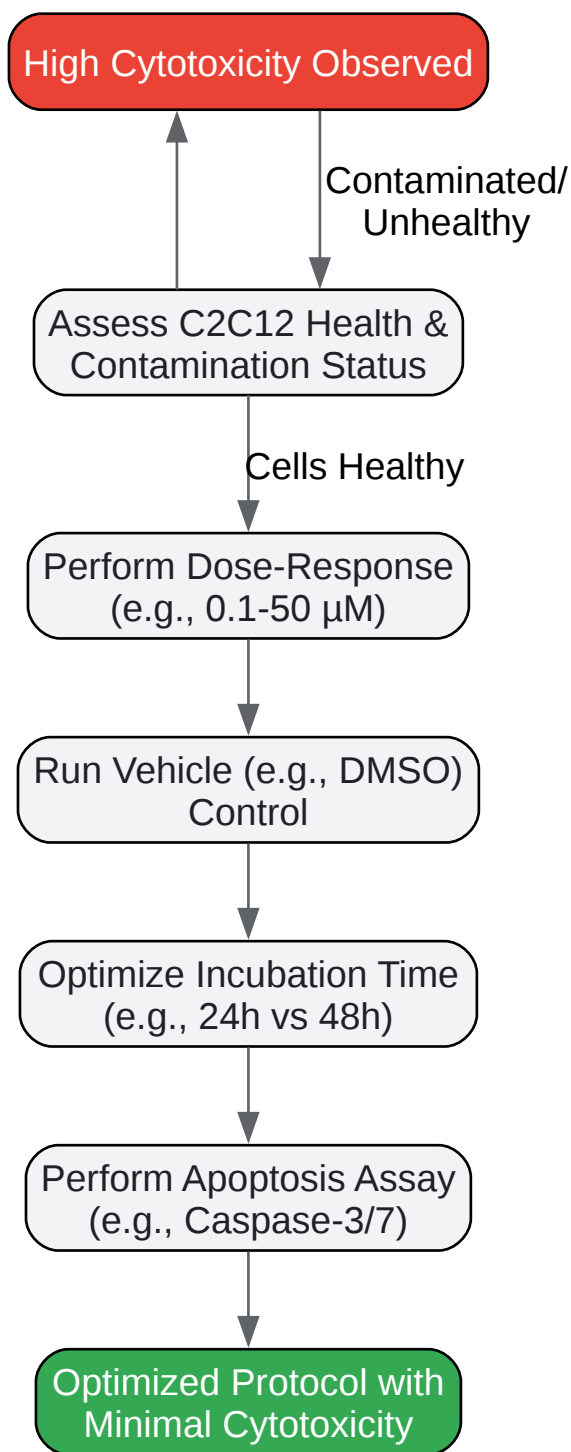 High Cytotoxicity Observed
Contaminated/
Unhealthy
Assess C2C12 Health &
Contamination Status
Cells Healthy
Perform Dose-Response
(e.g., 0.1-50 µM)
Run Vehicle (e.g., DMSO)
Control
Optimize Incubation Time
(e.g., 24h vs 48h)
Perform Apoptosis Assay
(e.g., Caspase-3/7)
Optimized Protocol with
Minimal Cytotoxicity